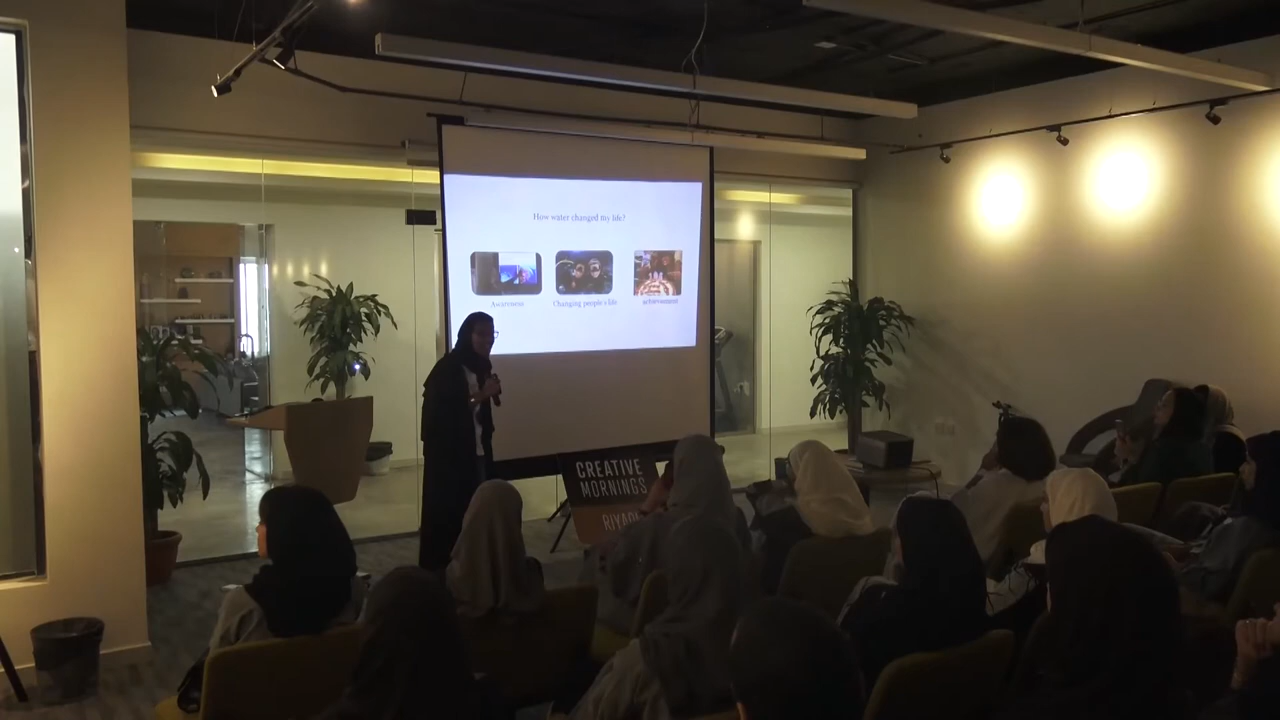 How water changed my life?
Awareness
Changing people's life
achievement
CREATIVE
MORNINGS
RIYADH